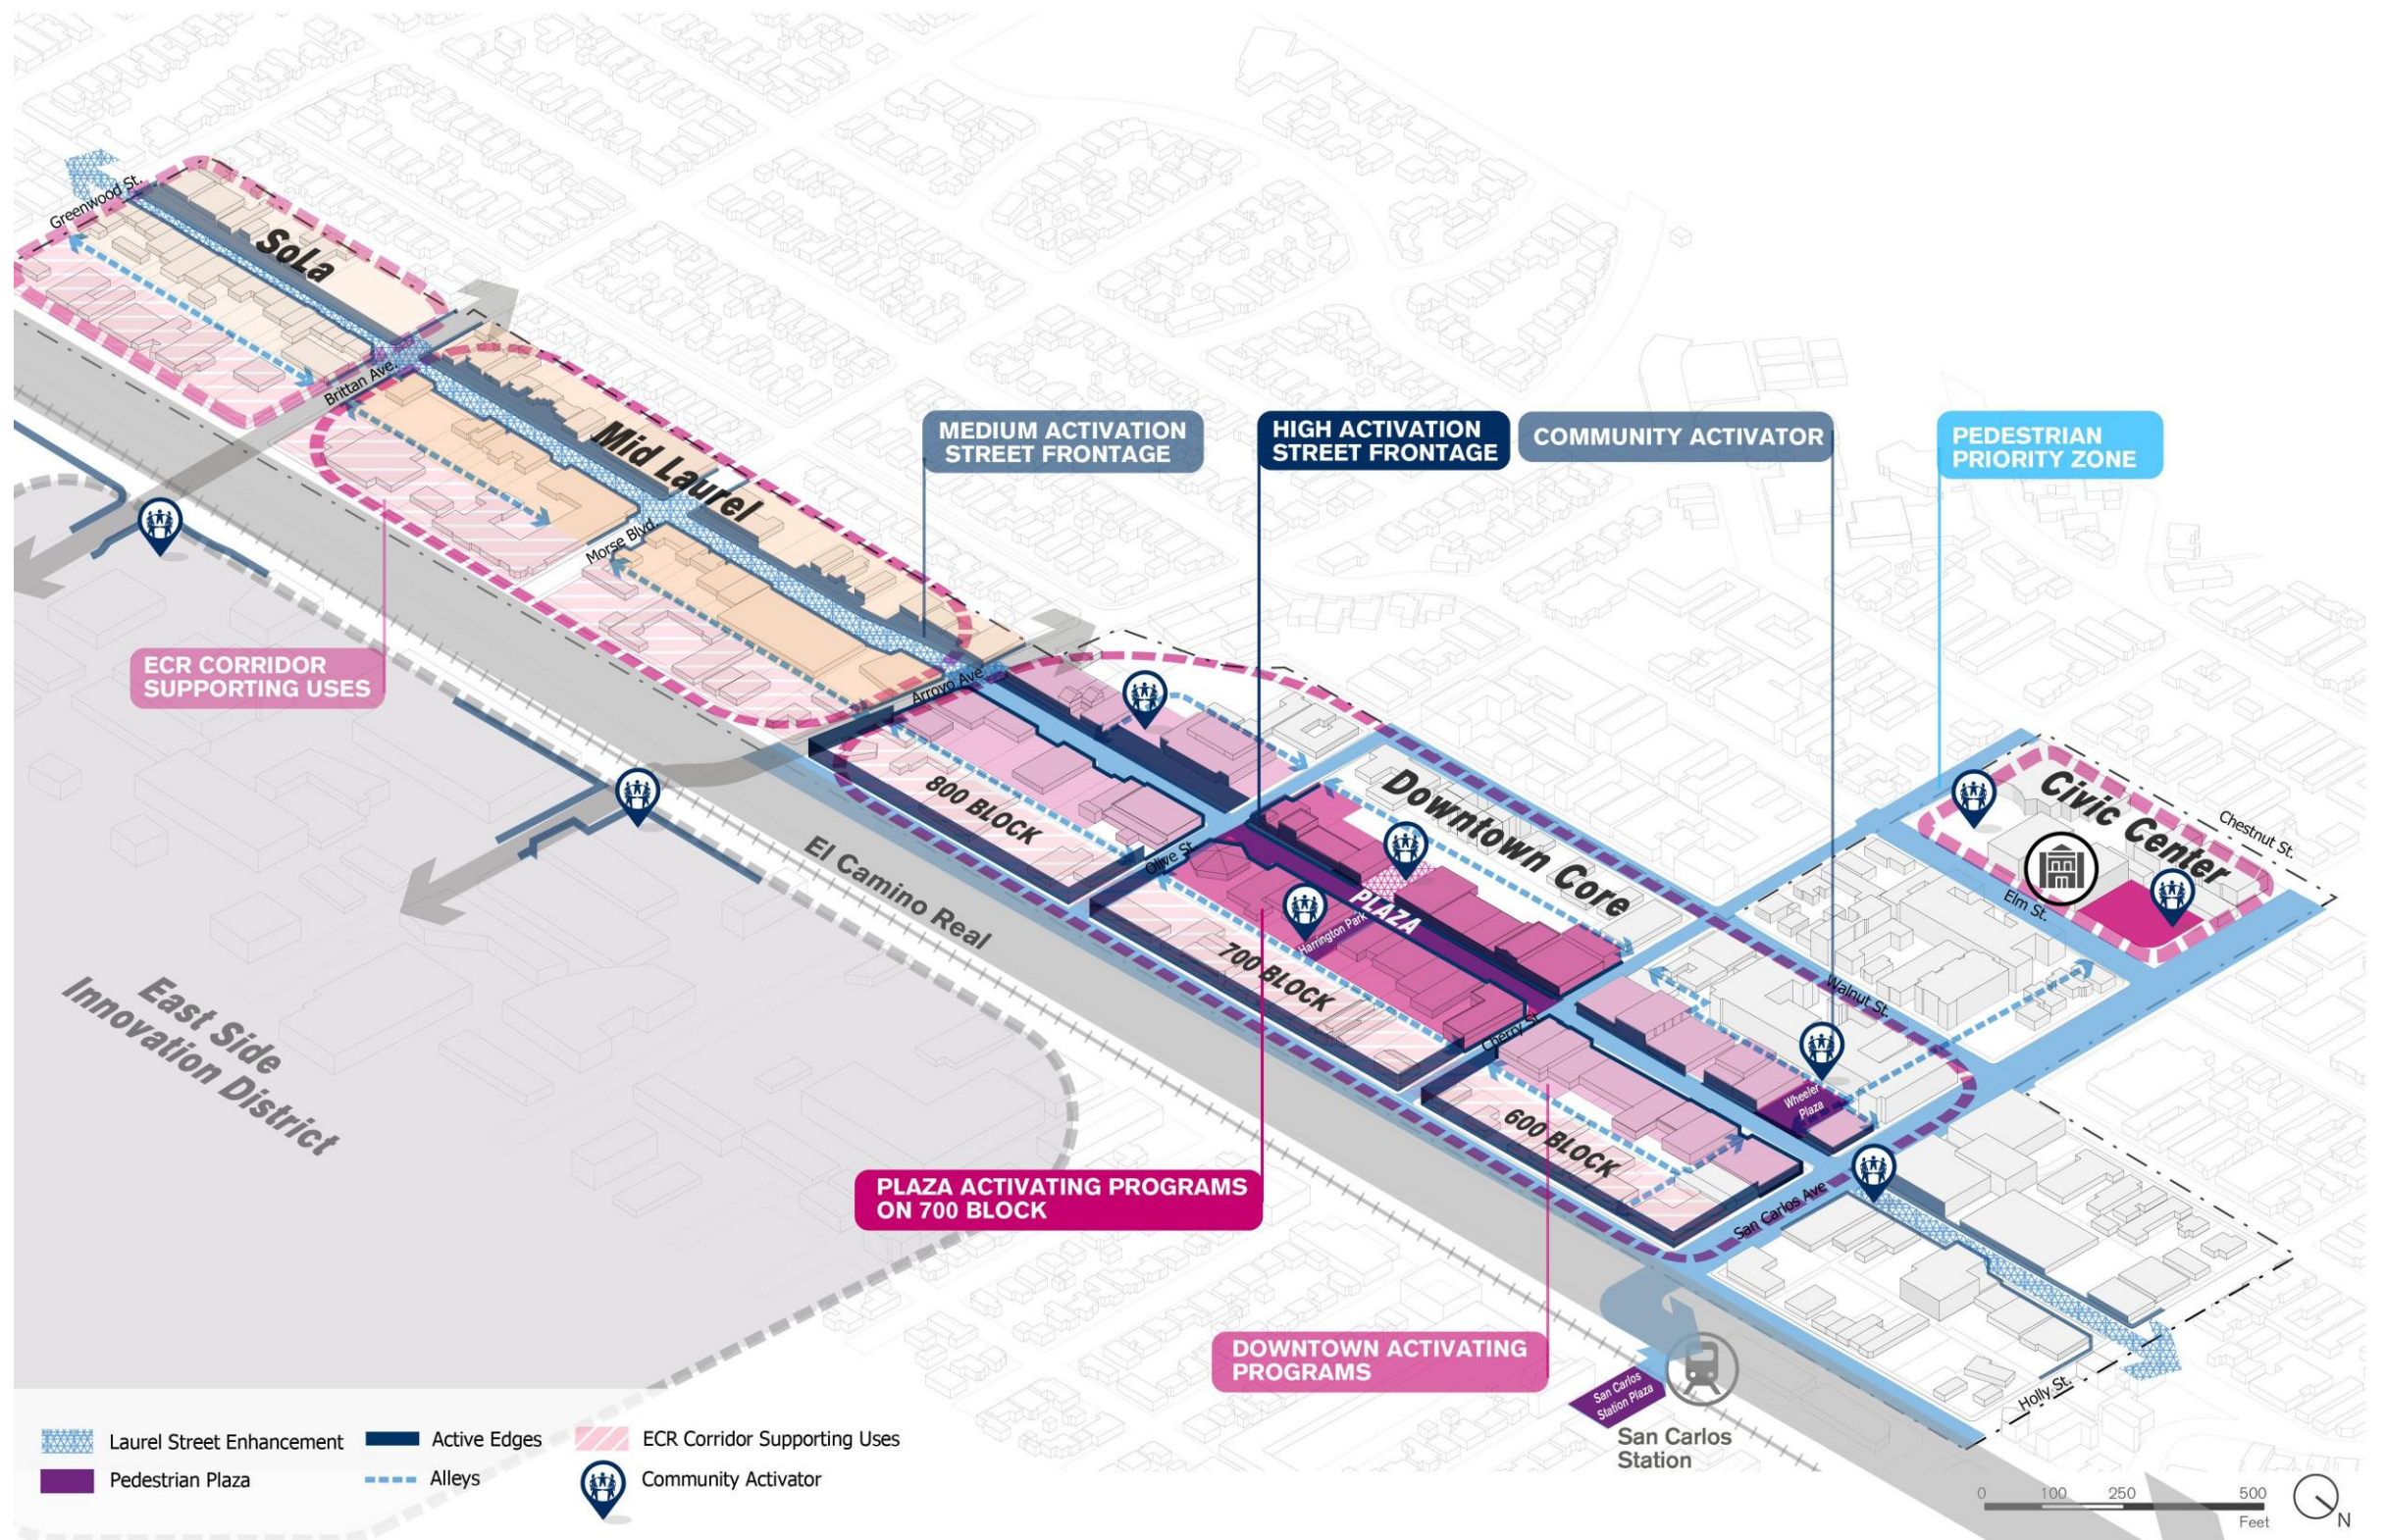 Greenwood St.
SoLa
Brittan Ave.
Mid Laurel
Morse Blvd.
MEDIUM ACTIVATION
STREET FRONTAGE
HIGH ACTIVATION
STREET FRONTAGE
COMMUNITY ACTIVATOR
PEDESTRIAN
PRIORITY ZONE
ECR CORRIDOR
SUPPORTING USES
Arroyo Ave.
800 BLOCK
Olive St.
Downtown Core
PLAZA
Harrington Park
700 BLOCK
El Camino Real
Civic Center
Chestnut St.
Elm St.
Walnut St.
Cherry St.
Wheeler
Plaza
600 BLOCK
San Carlos Ave
East Side
Innovation District
PLAZA ACTIVATING PROGRAMS
ON 700 BLOCK
DOWNTOWN ACTIVATING
PROGRAMS
San Carlos
Station Plaza
San Carlos
Station
Holly St.
Laurel Street Enhancement
Active Edges
ECR Corridor Supporting Uses
Pedestrian Plaza
Alleys
Community Activator
0 100 250 500
Feet
N